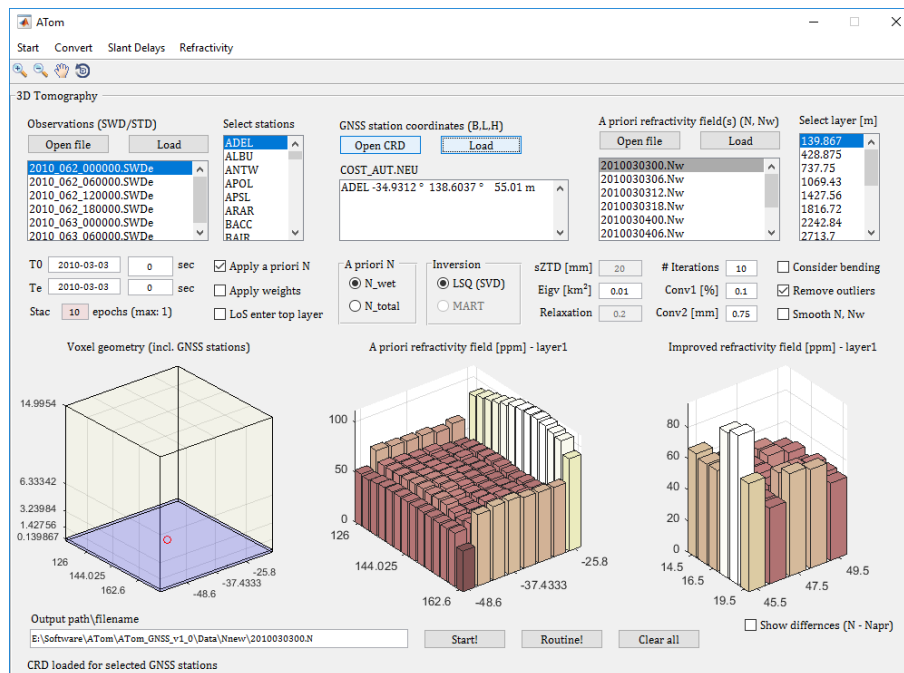 ATom
Start Convert Slant Delays Refractivity
3D Tomography
Observations (SWD/STD)
Open file Load
2010_062_000000.SWDe
2010_062_060000.SWDe
2010_062_120000.SWDe
2010_062_180000.SWDe
2010_063_000000.SWDe
2010_063_060000.SWDe
Select stations
ADEL
ALBU
ANTW
APOL
APSL
ARAR
BACC
BAIR
GNSS station coordinates (B,L,H)
Open CRD Load
COST_AUT.NEU
ADEL -34.9312 ° 138.6037 ° 55.01 m
A priori refractivity field(s) (N, Nw)
Open file Load
2010030300.Nw
2010030306.Nw
2010030312.Nw
2010030318.Nw
2010030400.Nw
2010030406.Nw
Select layer [m]
139.867
428.875
737.75
1069.43
1427.56
1816.72
2242.84
2713.7
T0 2010-03-03 0 sec
Te 2010-03-03 0 sec
Stac 10 epochs (max: 1)
Apply a priori N
Apply weights
LoS enter top layer
A priori N
N_wet
N_total
Inversion
LSQ (SVD)
MART
sZTD [mm] 20
Eigv [km²] 0.01
Relaxation 0.2
# Iterations 10
Conv1 [%] 0.1
Conv2 [mm] 0.75
Consider bending
Remove outliers
Smooth N, Nw
Voxel geometry (incl. GNSS stations)
14.9954
6.33342
3.23984
1.42756
0.139867
126
144.025
162.6
-48.6
-37.4333
-25.8
A priori refractivity field [ppm] - layer1
100
50
0
126
144.025
162.6
-48.6
-37.4333
-25.8
Improved refractivity field [ppm] - layer1
80
60
40
20
0
14.5
16.5
19.5
45.5
47.5
49.5
Output path\filename
E:\Software\ATom\ATom_GNSS_v1_0\Data\Nnew\2010030300.N
Start! Routine! Clear all
Show differnces (N - Napr)
CRD loaded for selected GNSS stations